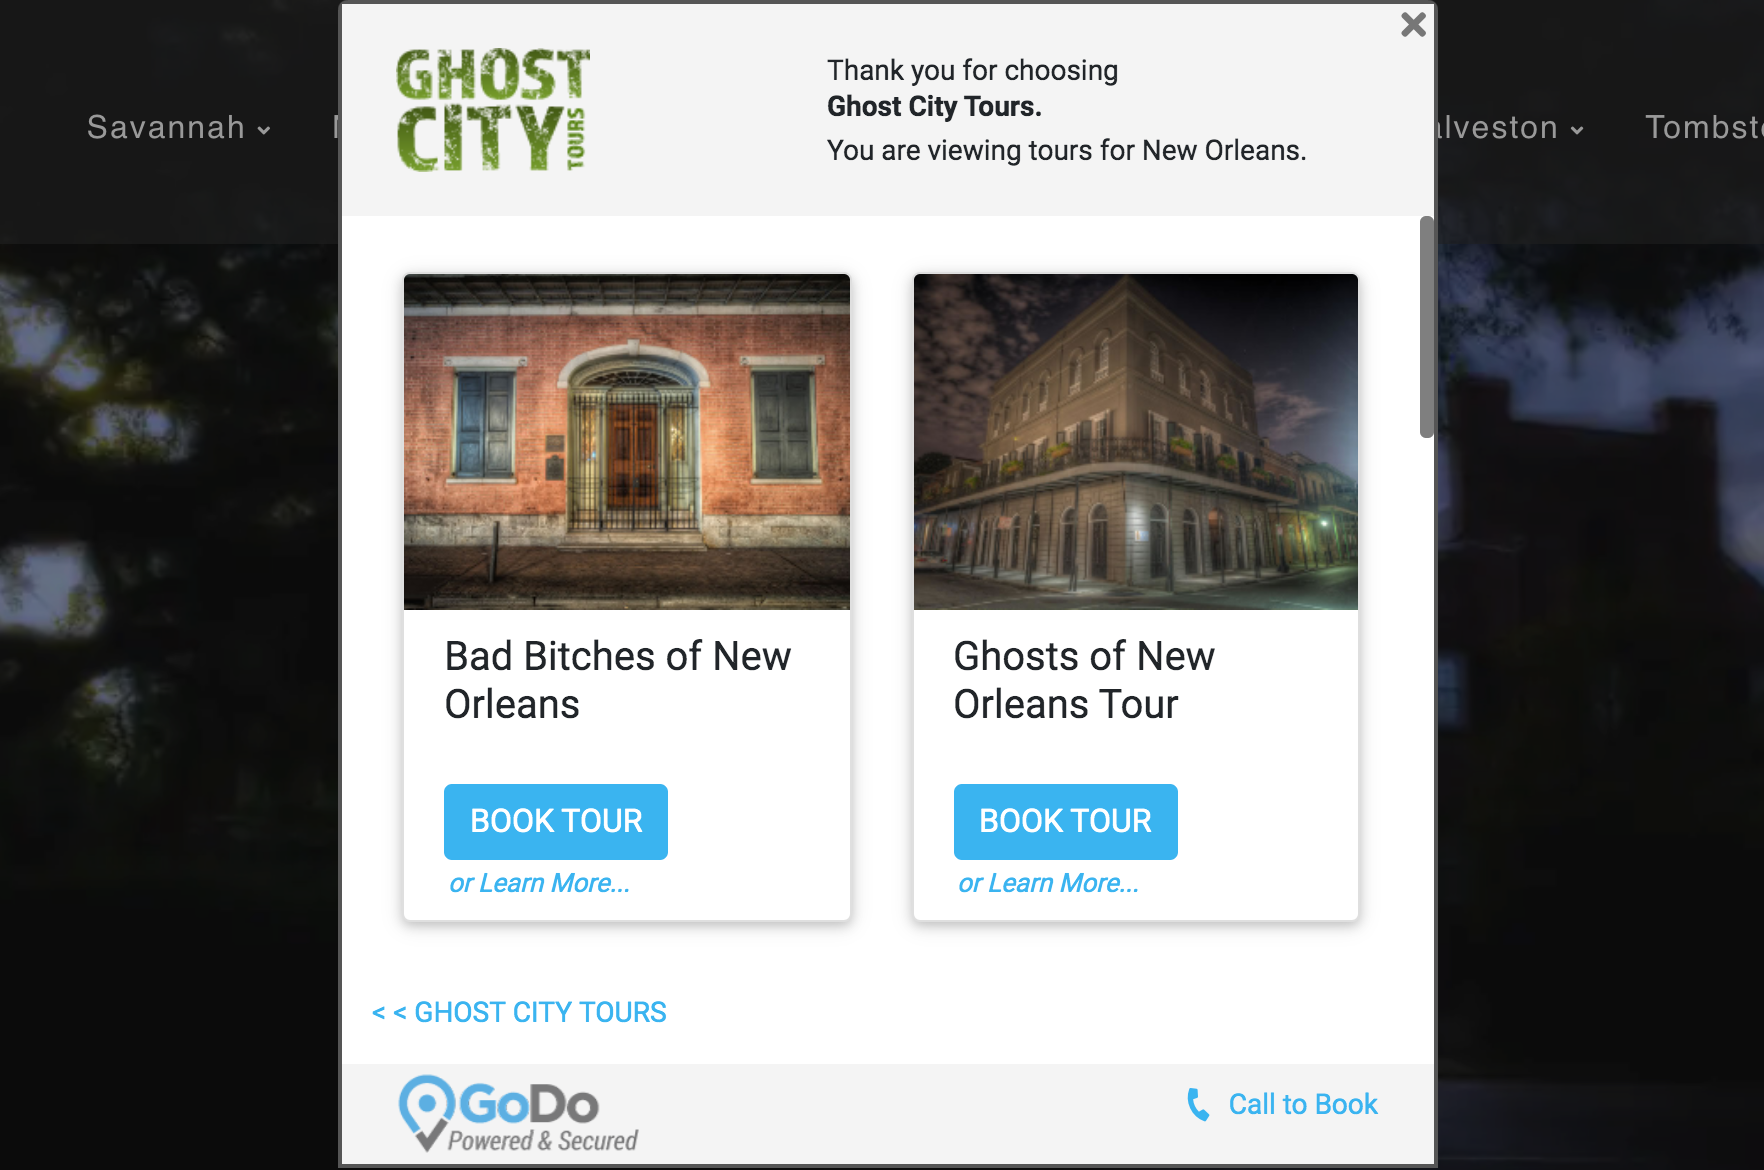 GHOST
CITY TOURS
Thank you for choosing
Ghost City Tours.
You are viewing tours for New Orleans.
Savannah
Bad Bitches of New
Orleans
BOOK TOUR
or Learn More...
Ghosts of New
Orleans Tour
BOOK TOUR
or Learn More...
< < GHOST CITY TOURS
GoDo
Powered & Secured
Call to Book